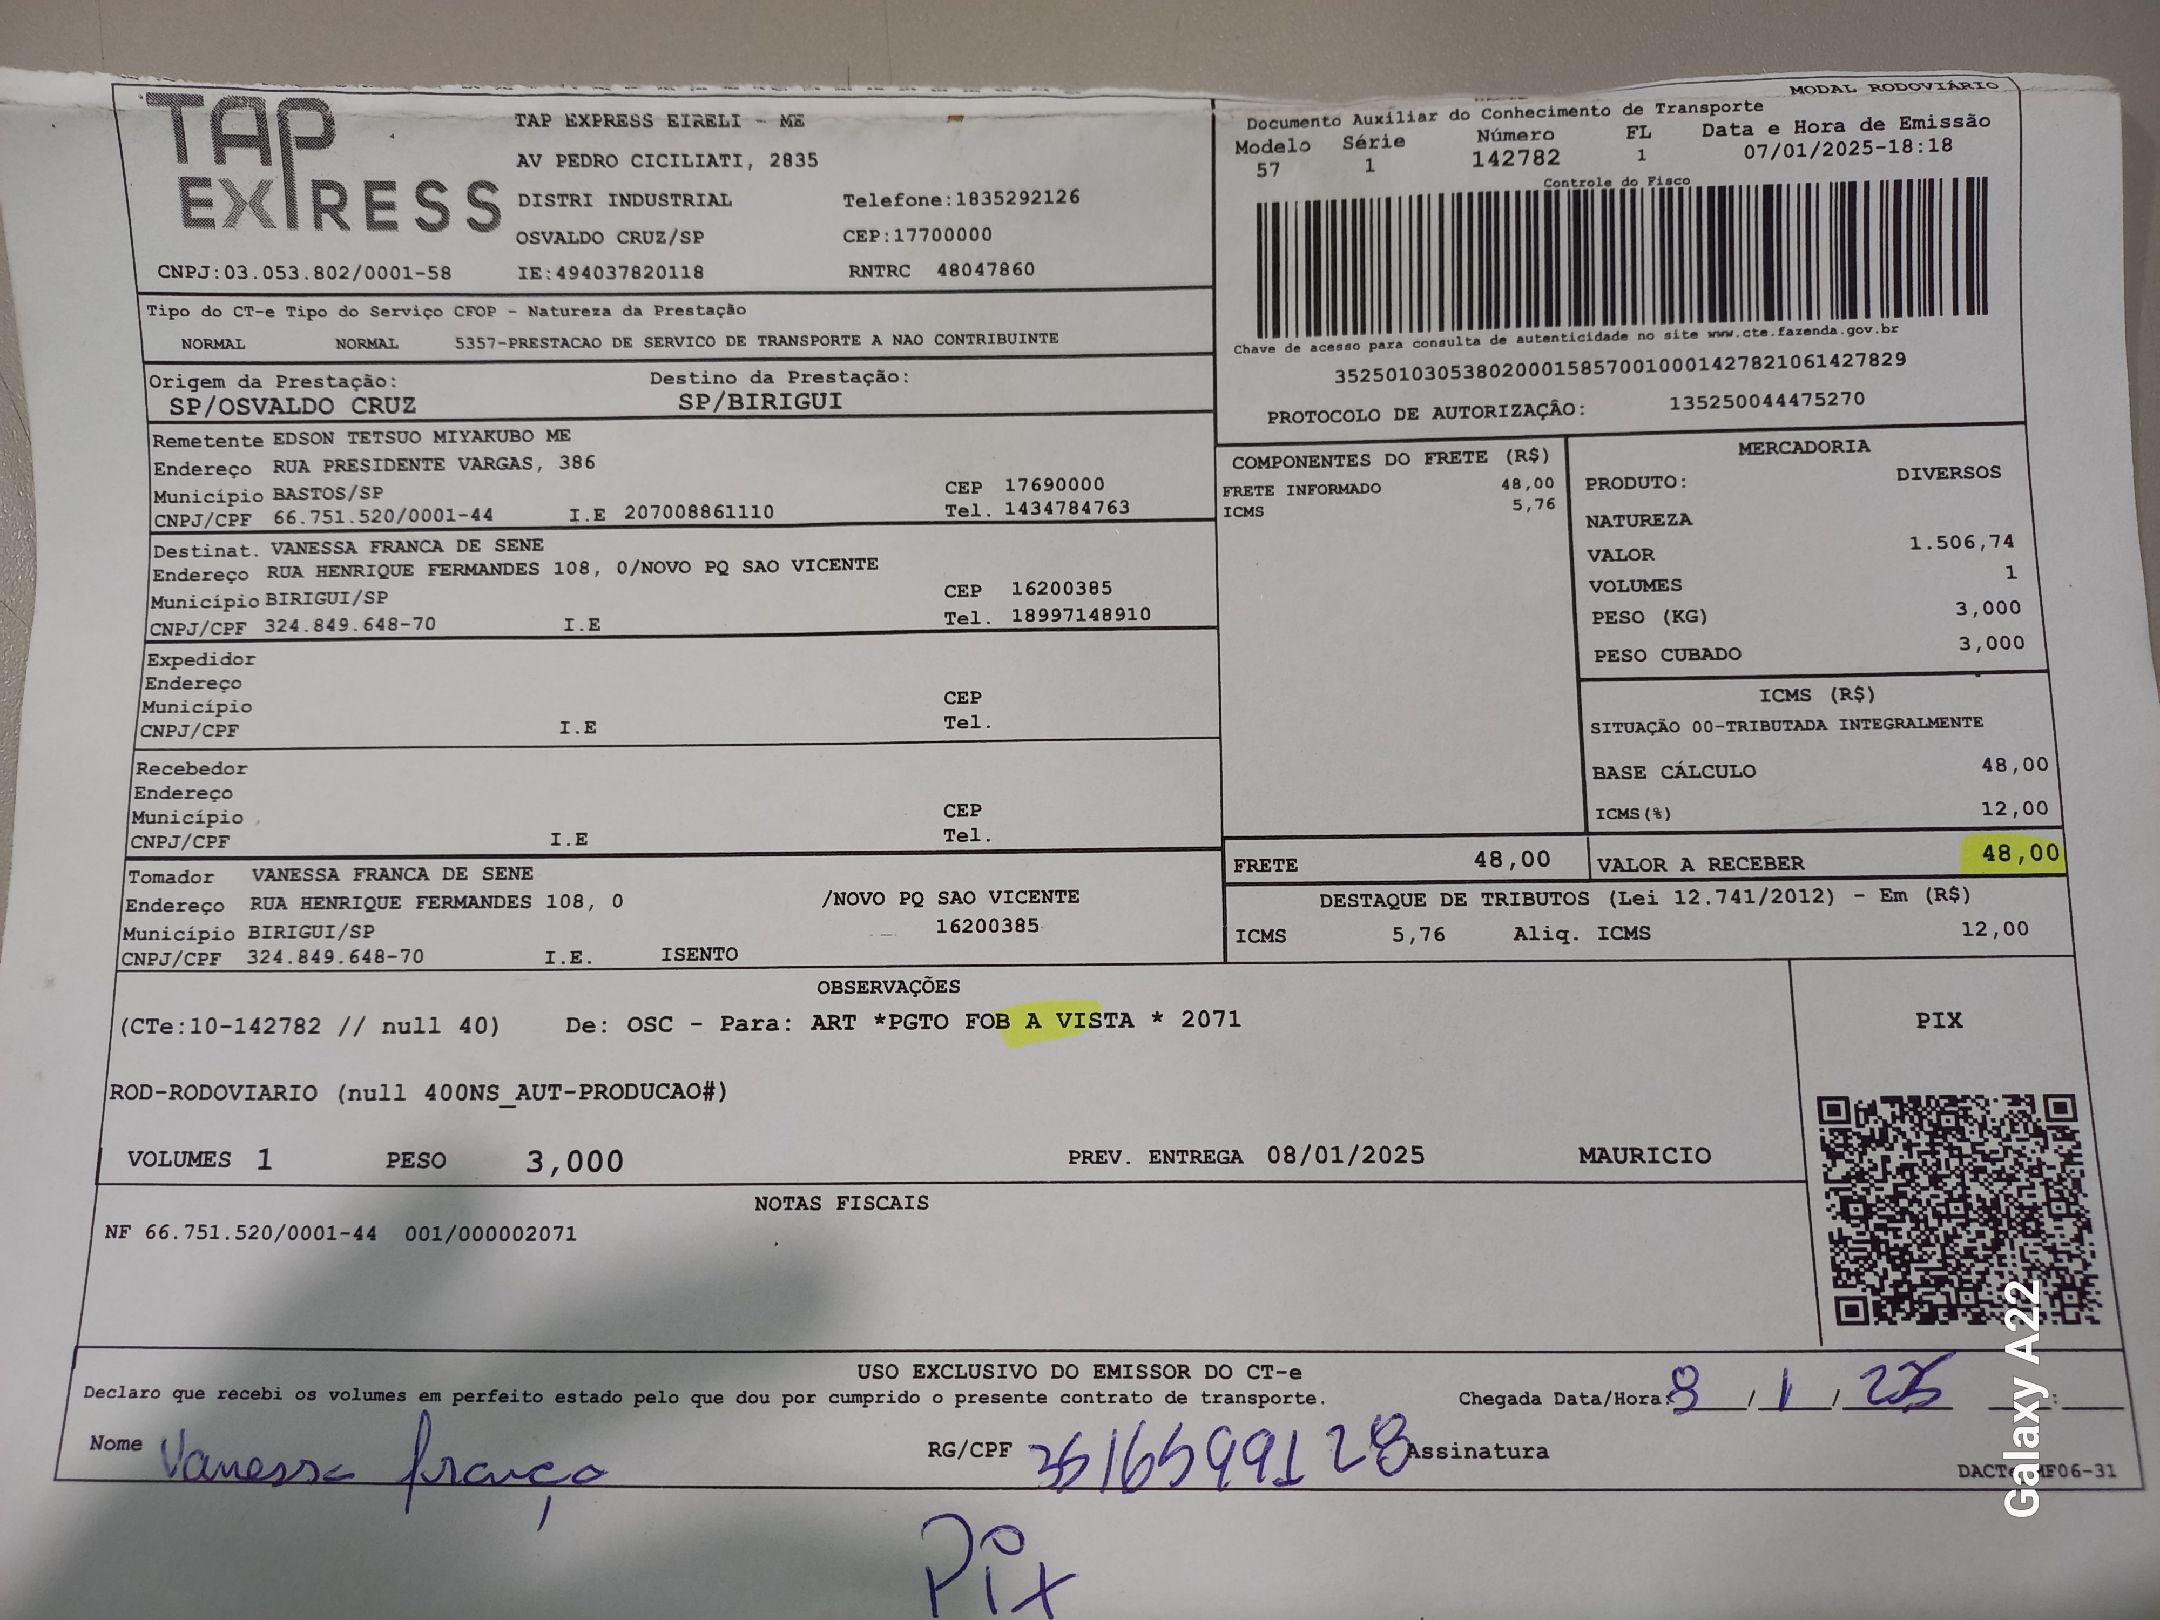 MODAL RODOVIÁRIO
TAP
EXPRESS
TAP EXPRESS EIRELI - ME
AV PEDRO CICILIATI, 2835
DISTRI INDUSTRIAL Telefone:1835292126
OSVALDO CRUZ/SP CEP:17700000
CNPJ:03.053.802/0001-58 IE:494037820118 RNTRC 48047860
Documento Auxiliar do Conhecimento de Transporte
Modelo Série Número FL Data e Hora de Emissão
57 1 142782 1 07/01/2025-18:18
Controle do Fisco
Chave de acesso para consulta de autenticidade no site www.cte.fazenda.gov.br
35250103053802000158570010001427821061427829
PROTOCOLO DE AUTORIZAÇÂO: 135250044475270
Tipo do CT-e Tipo do Serviço CFOP - Natureza da Prestação
NORMAL NORMAL 5357-PRESTACAO DE SERVICO DE TRANSPORTE A NAO CONTRIBUINTE
Origem da Prestação: Destino da Prestação:
SP/OSVALDO CRUZ SP/BIRIGUI
Remetente EDSON TETSUO MIYAKUBO ME
Endereço RUA PRESIDENTE VARGAS, 386
Município BASTOS/SP CEP 17690000
CNPJ/CPF 66.751.520/0001-44 I.E 207008861110 Tel. 1434784763
Destinat. VANESSA FRANCA DE SENE
Endereço RUA HENRIQUE FERMANDES 108, 0/NOVO PQ SAO VICENTE
Município BIRIGUI/SP CEP 16200385
CNPJ/CPF 324.849.648-70 I.E Tel. 18997148910
Expedidor
Endereço
Município CEP
CNPJ/CPF I.E Tel.
Recebedor
Endereço
Município CEP
CNPJ/CPF I.E Tel.
Tomador VANESSA FRANCA DE SENE
Endereço RUA HENRIQUE FERMANDES 108, 0 /NOVO PQ SAO VICENTE
Município BIRIGUI/SP 16200385
CNPJ/CPF 324.849.648-70 I.E. ISENTO
COMPONENTES DO FRETE (R$)
FRETE INFORMADO 48,00
ICMS 5,76
MERCADORIA
PRODUTO: DIVERSOS
NATUREZA
VALOR 1.506,74
VOLUMES 1
PESO (KG) 3,000
PESO CUBADO 3,000
ICMS (R$)
SITUAÇÃO 00-TRIBUTADA INTEGRALMENTE
BASE CÁLCULO 48,00
ICMS(%) 12,00
FRETE 48,00 VALOR A RECEBER 48,00
DESTAQUE DE TRIBUTOS (Lei 12.741/2012) - Em (R$)
ICMS 5,76 Aliq. ICMS 12,00
OBSERVAÇÕES
(CTe:10-142782 // null 40) De: OSC - Para: ART *PGTO FOB A VISTA * 2071
ROD-RODOVIARIO (null 400NS_AUT-PRODUCAO#)
VOLUMES 1 PESO 3,000 PREV. ENTREGA 08/01/2025 MAURICIO
PIX
NOTAS FISCAIS
NF 66.751.520/0001-44 001/000002071
USO EXCLUSIVO DO EMISSOR DO CT-e
Declaro que recebi os volumes em perfeito estado pelo que dou por cumprido o presente contrato de transporte. Chegada Data/Hora: 8 / 1 / 25 :
Nome Vanessa França RG/CPF Assinatura
Pix
Galaxy A22